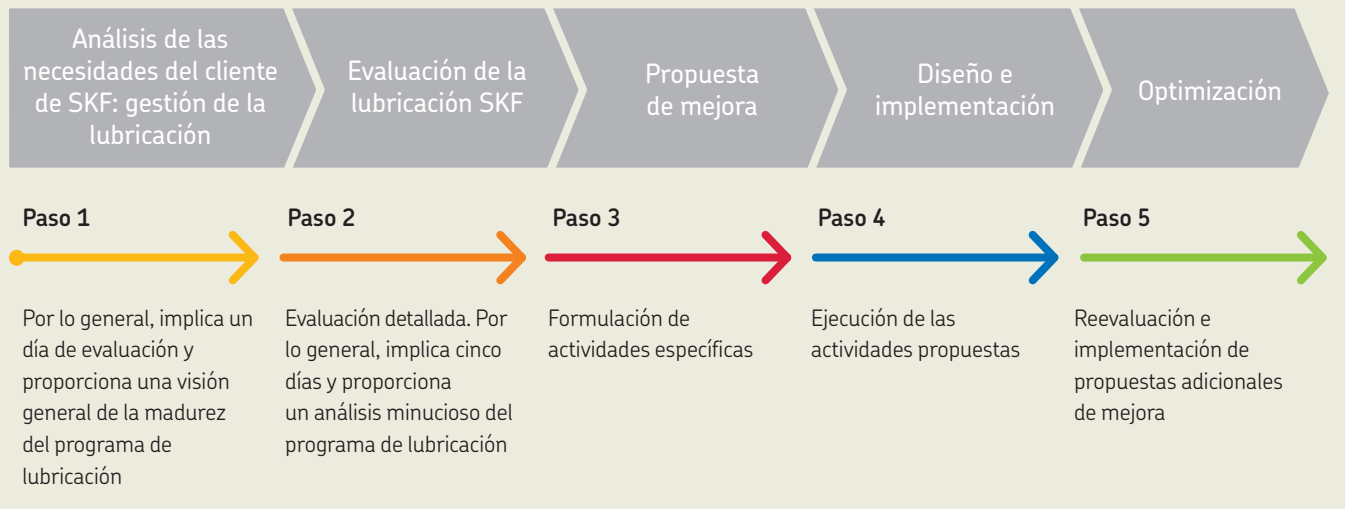 Análisis de las
necesidades del cliente
de SKF: gestión de la
lubricación
Evaluación de la
lubricación SKF
Propuesta
de mejora
Diseño e
implementación
Optimización
Paso 1
Paso 2
Paso 3
Paso 4
Paso 5
Por lo general, implica un
día de evaluación y
proporciona una visión
general de la madurez
del programa de
lubricación
Evaluación detallada. Por
lo general, implica cinco
días y proporciona
un análisis minucioso del
programa de lubricación
Formulación de
actividades específicas
Ejecución de las
actividades propuestas
Reevaluación e
implementación de
propuestas adicionales
de mejora